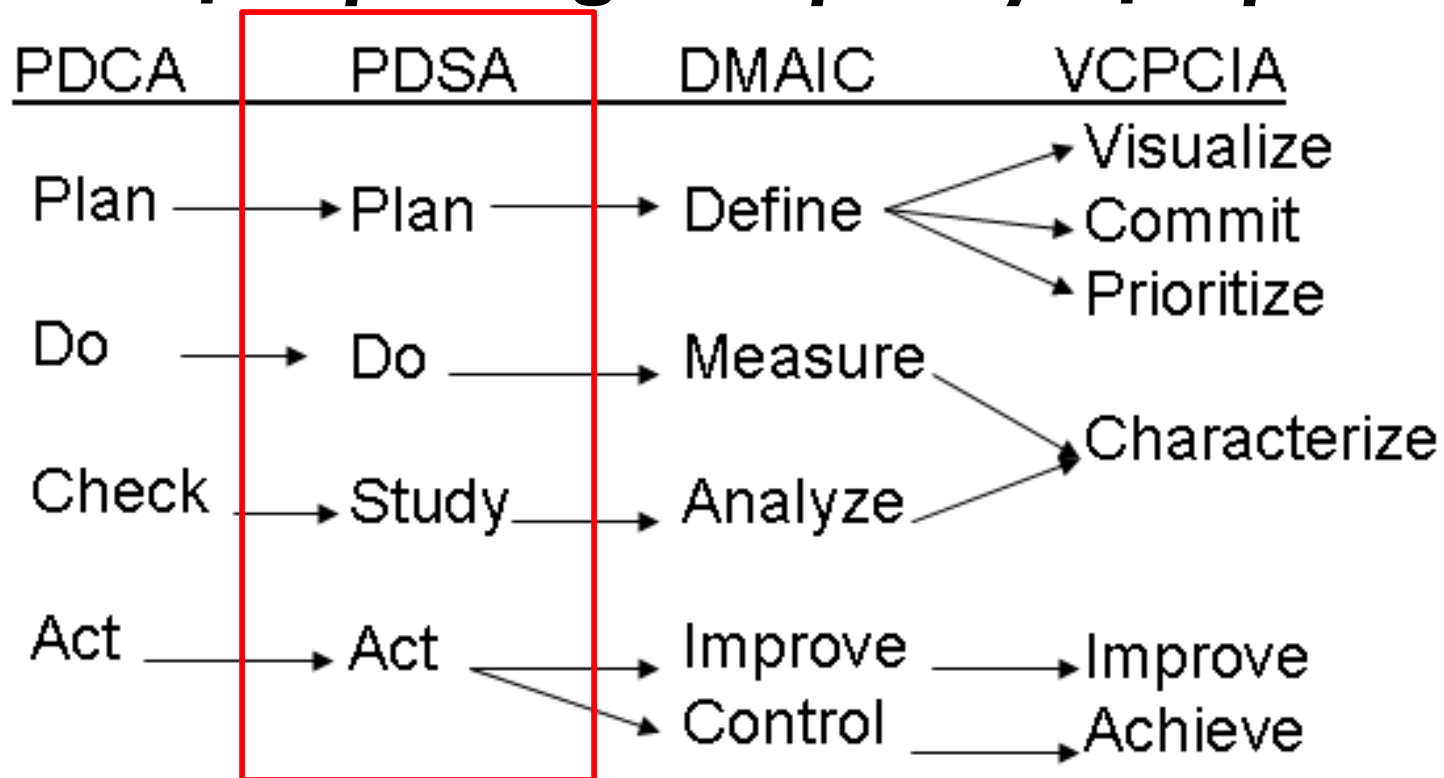 PDCA PDSA DMAIC VCPCIA
Visualize
Plan Plan Define Commit
Prioritize
Do Do Measure
Characterize
Check Study Analyze
Act Act Improve Improve
Control Achieve